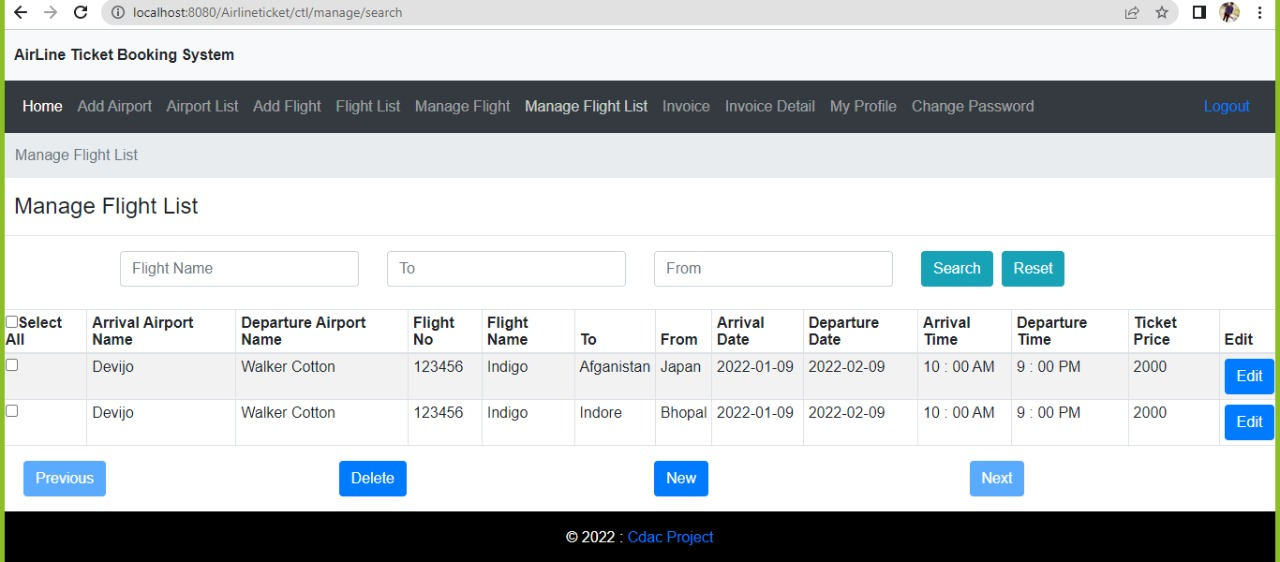 localhost:8080/Airlineticket/ctl/manage/search
AirLine Ticket Booking System
Home Add Airport Airport List Add Flight Flight List Manage Flight Manage Flight List Invoice Invoice Detail My Profile Change Password Logout
Manage Flight List
Manage Flight List
Flight Name To From Search Reset
Select All Arrival Airport Name Departure Airport Name Flight No Flight Name To From Arrival Date Departure Date Arrival Time Departure Time Ticket Price Edit
Devijo Walker Cotton 123456 Indigo Afganistan Japan 2022-01-09 2022-02-09 10 : 00 AM 9 : 00 PM 2000 Edit
Devijo Walker Cotton 123456 Indigo Indore Bhopal 2022-01-09 2022-02-09 10 : 00 AM 9 : 00 PM 2000 Edit
Previous Delete New Next
© 2022 : Cdac Project